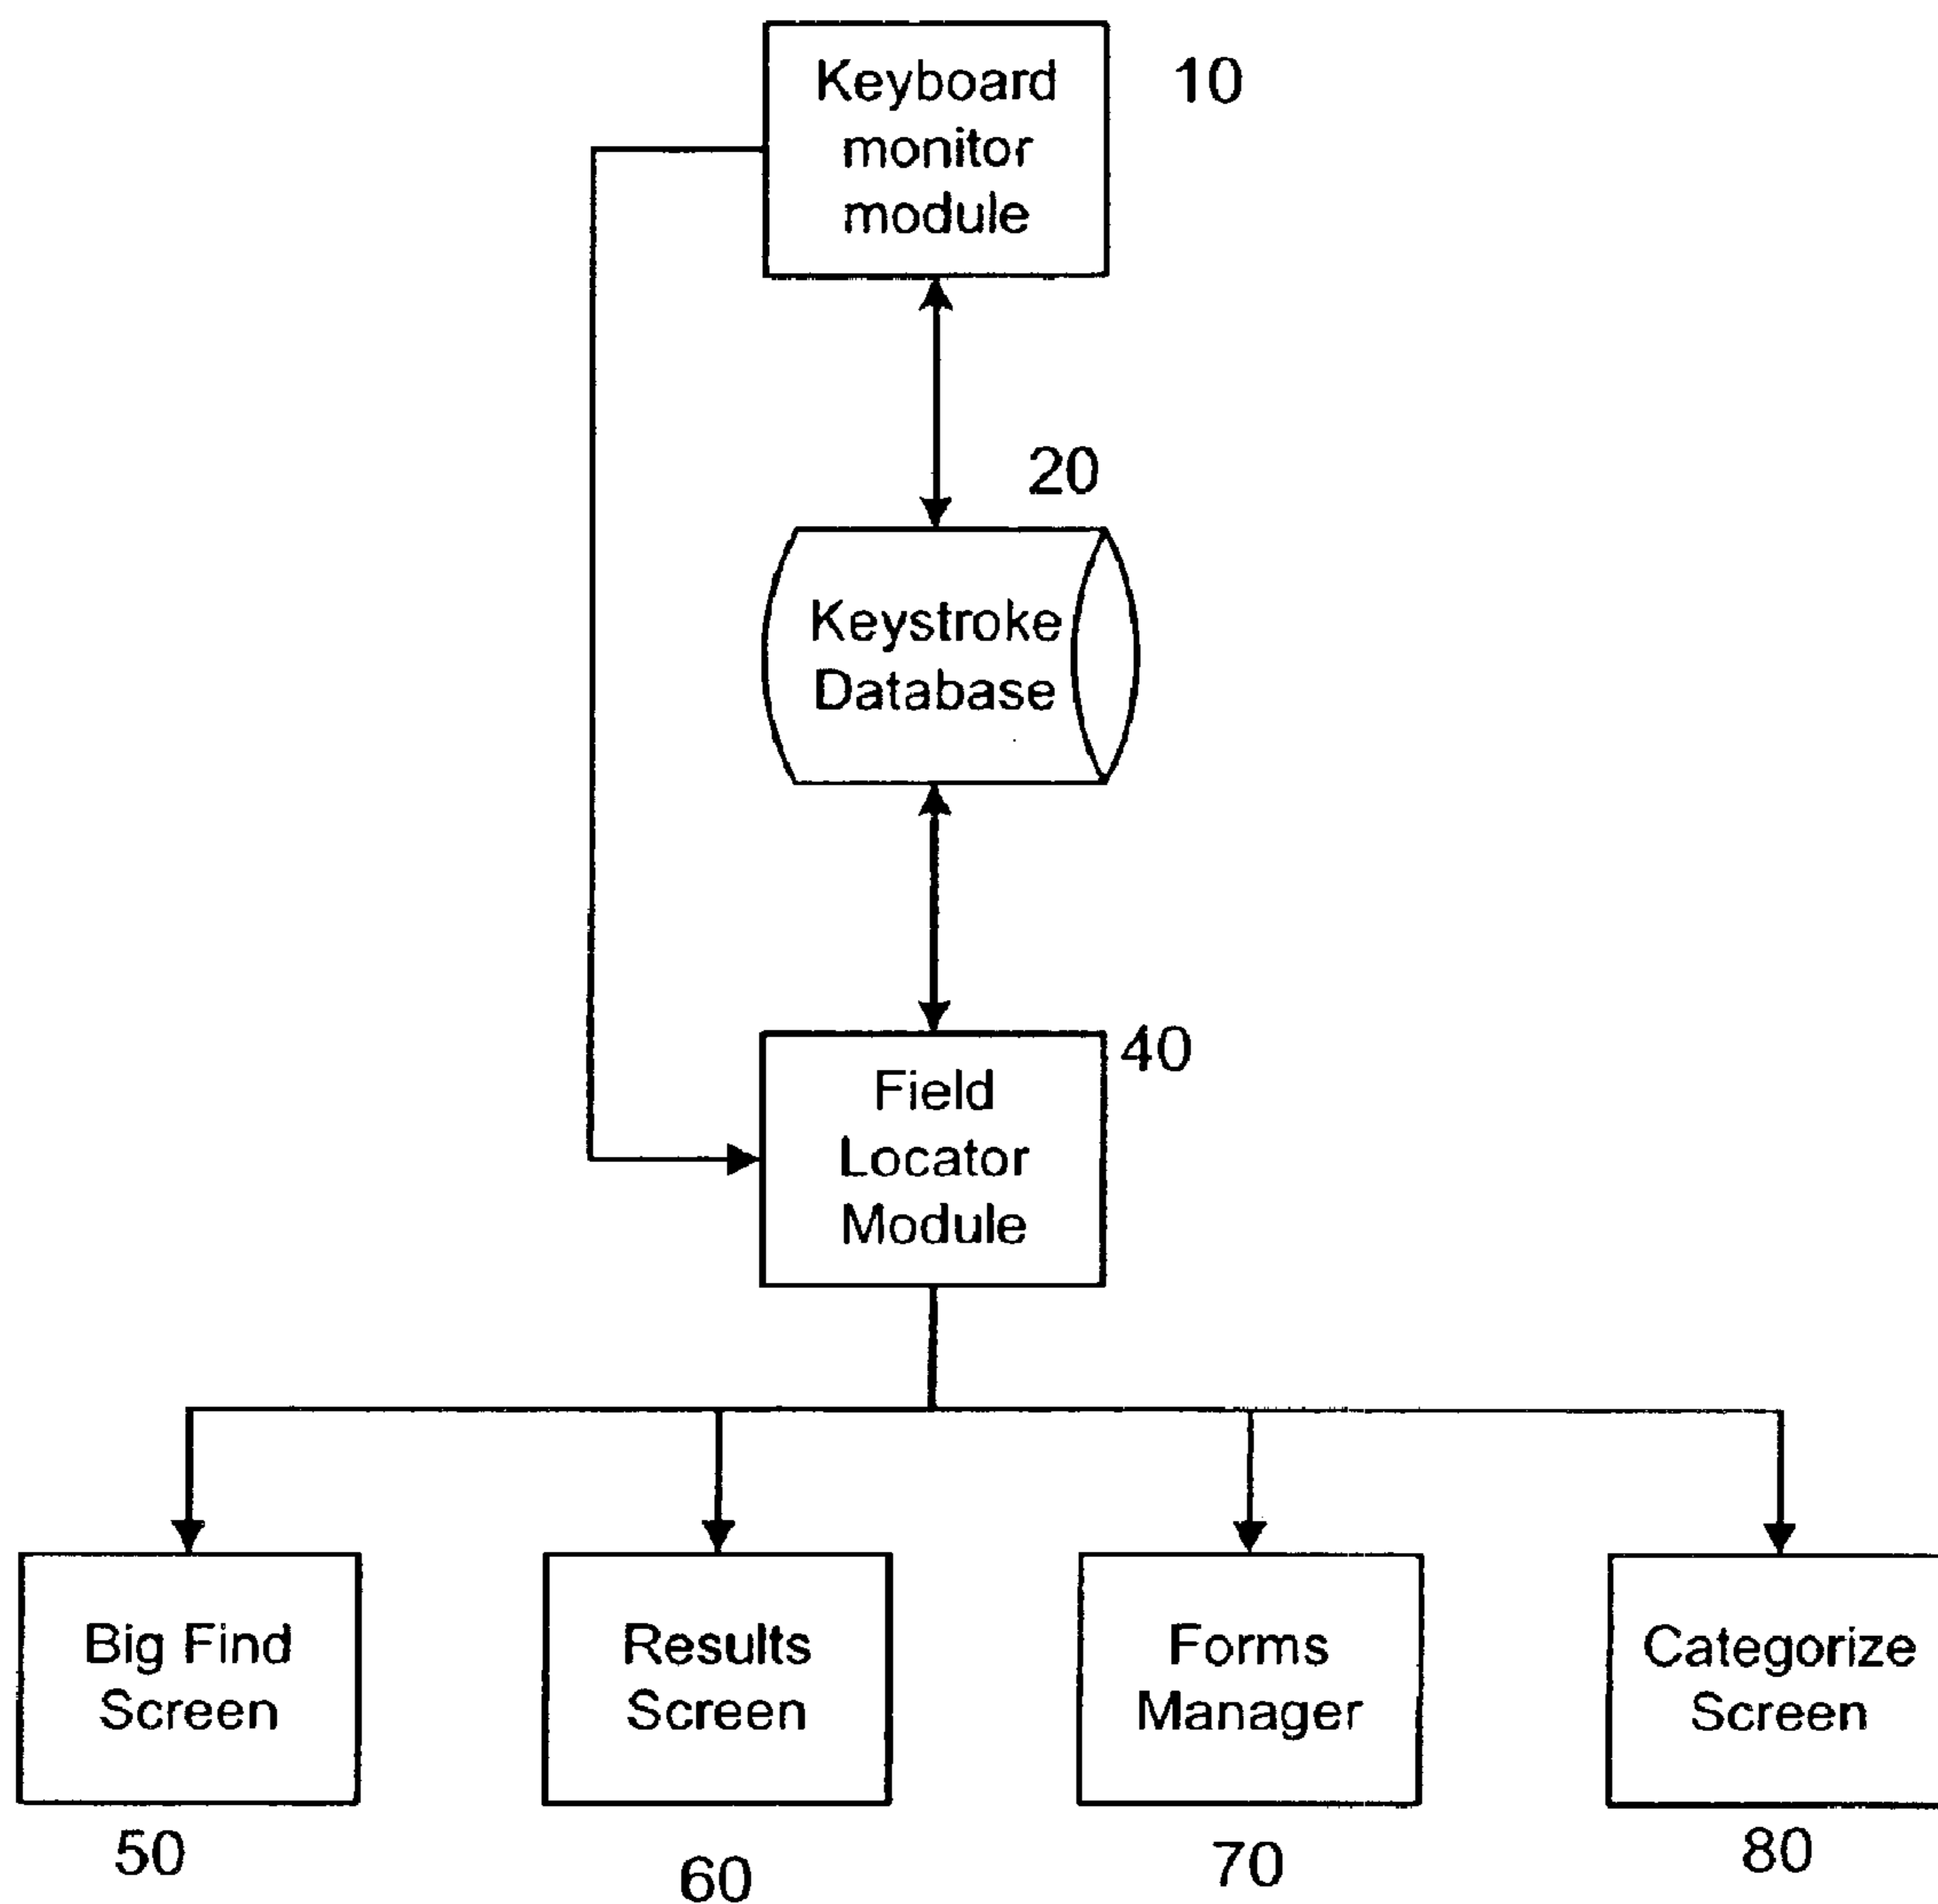 Keyboard
monitor
module
10
20
Keystroke
Database
40
Field
Locator
Module
Big Find
Screen
Results
Screen
Forms
Manager
Categorize
Screen
50
60
70
80